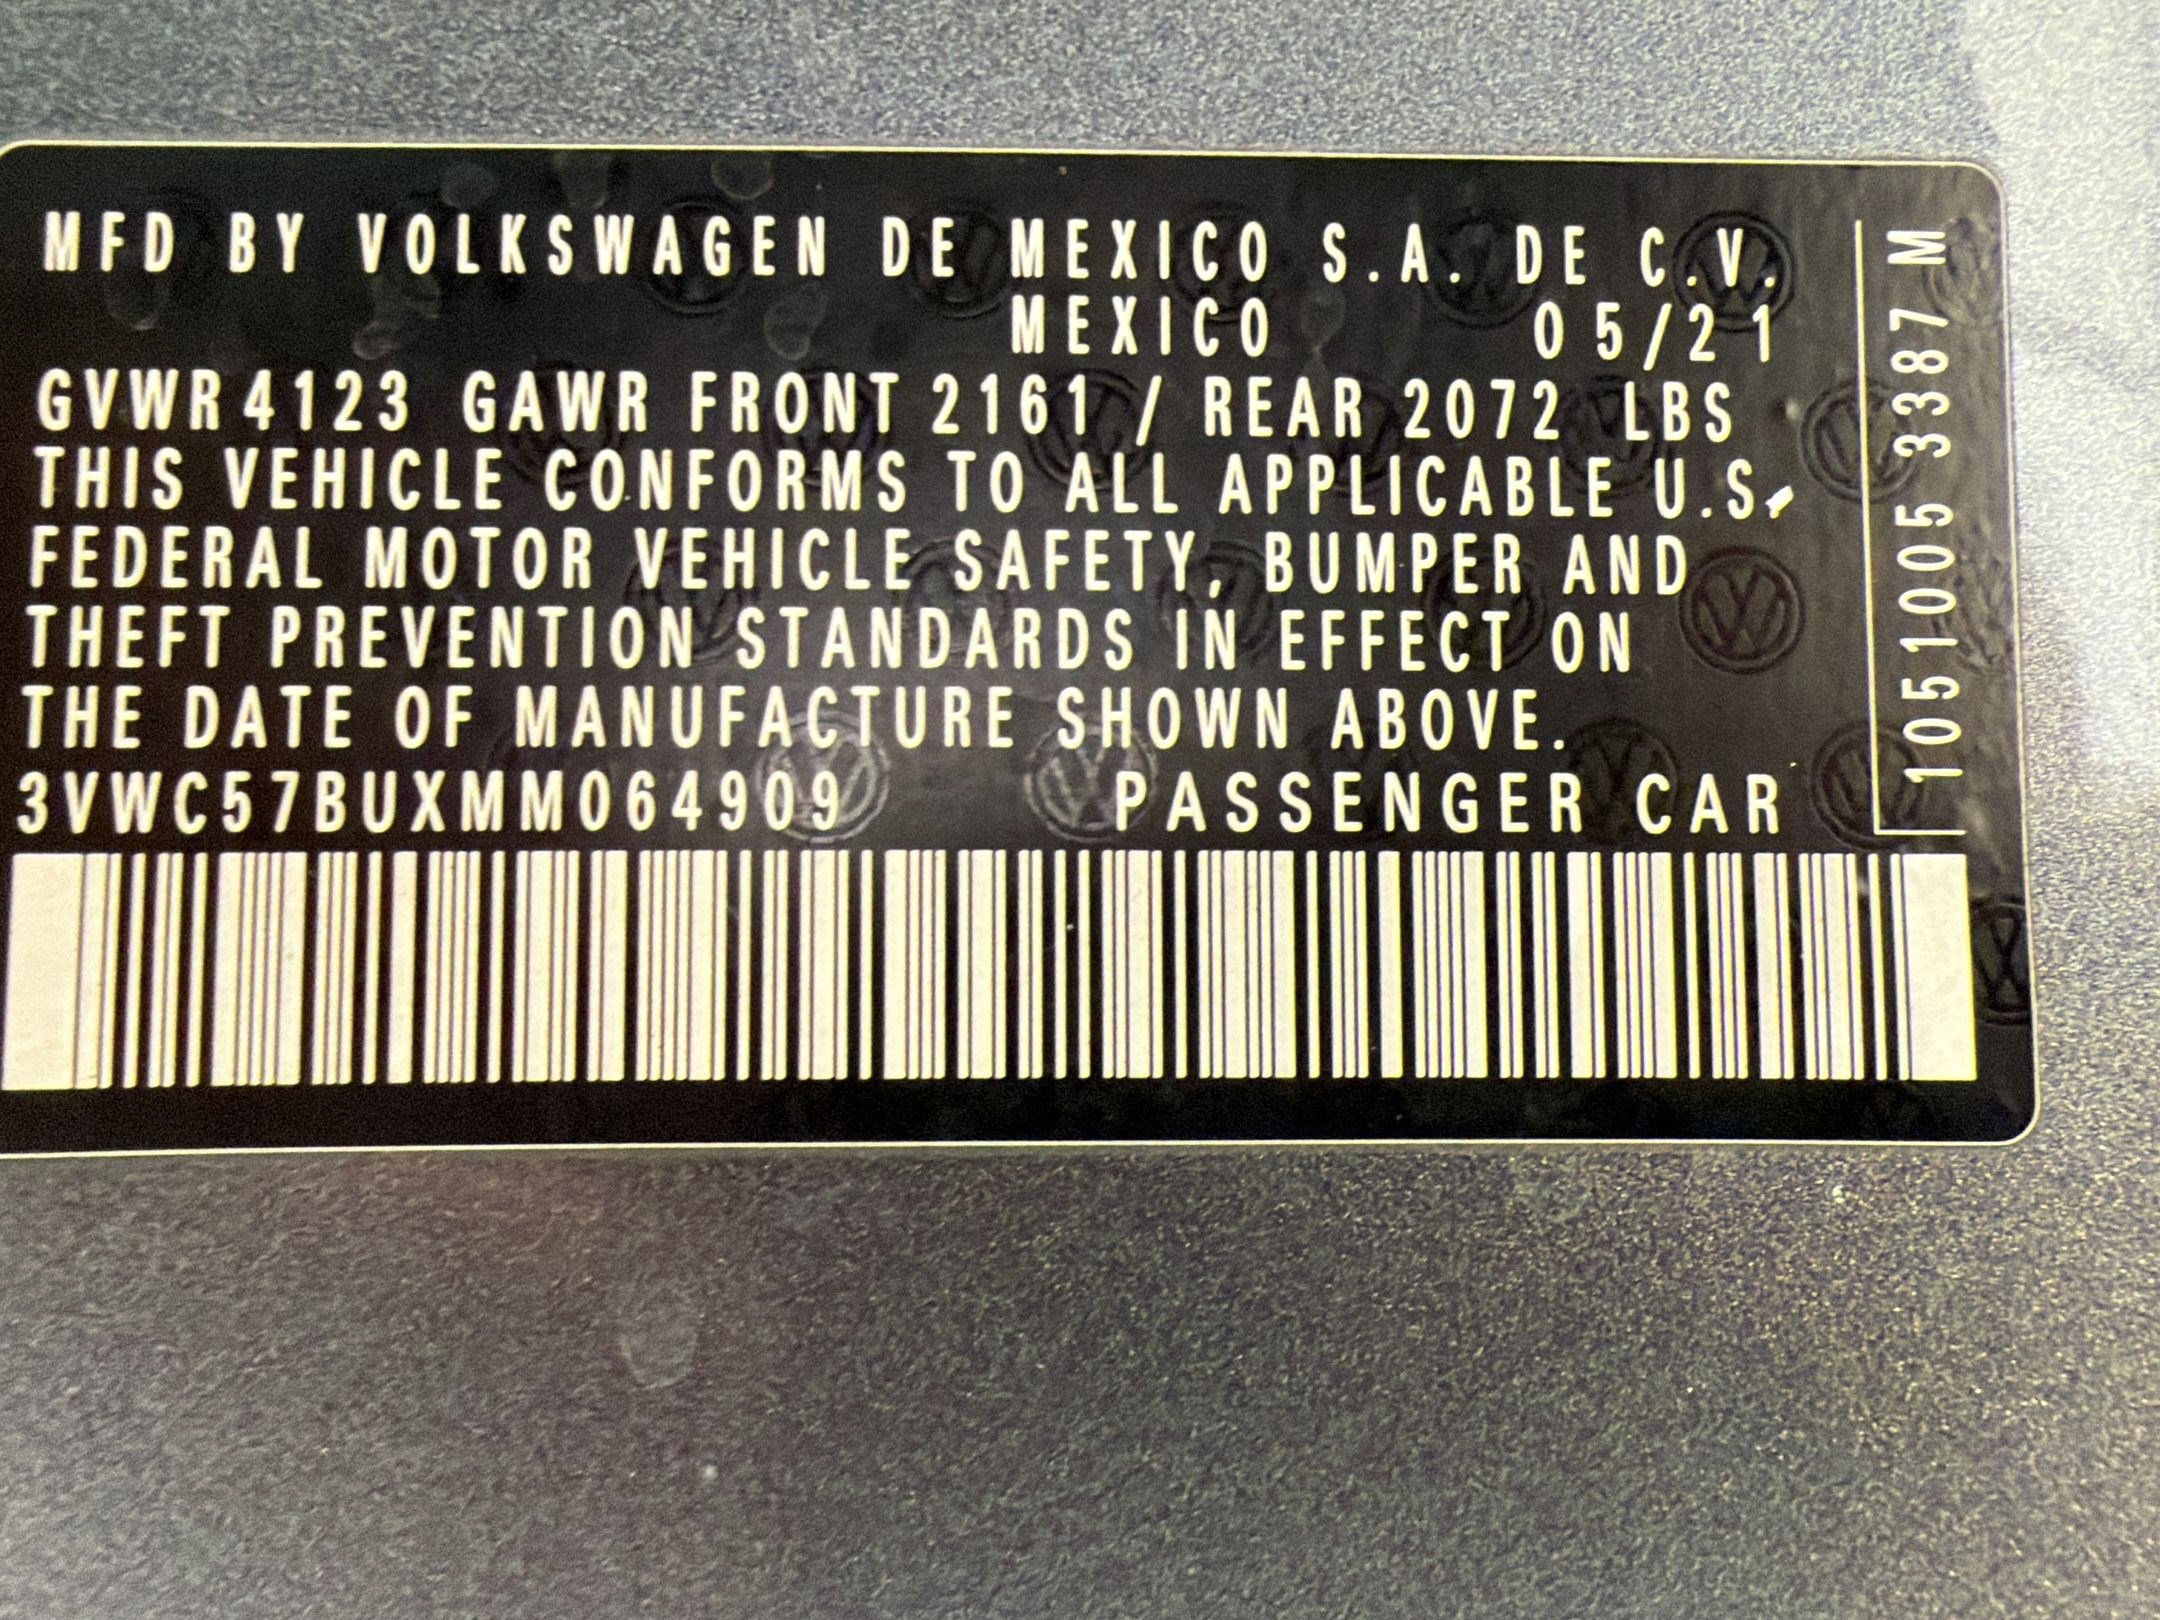 MFD BY VOLKSWAGEN DE MEXICO S.A. DE C.V.
MEXICO 05/21
GVWR 4123 GAWR FRONT 2161 / REAR 2072 LBS
THIS VEHICLE CONFORMS TO ALL APPLICABLE U.S.
FEDERAL MOTOR VEHICLE SAFETY, BUMPER AND
THEFT PREVENTION STANDARDS IN EFFECT ON
THE DATE OF MANUFACTURE SHOWN ABOVE.
3VWC57BUXMM064909 PASSENGER CAR
1051005 3387 M